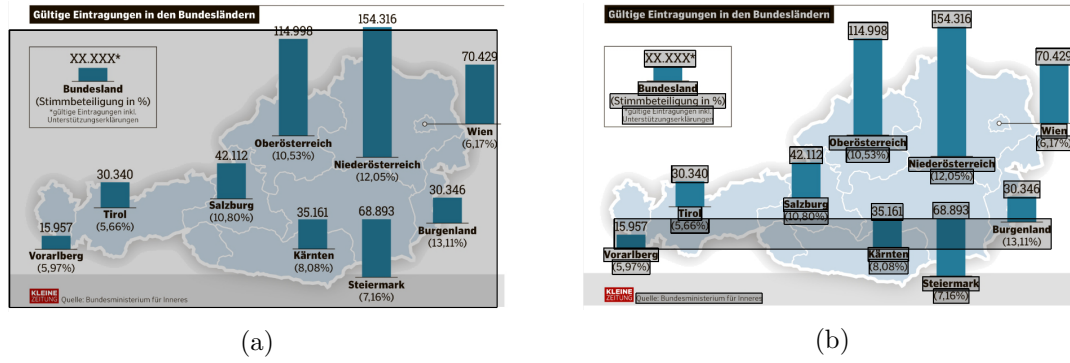 Gültige Eintragungen in den Bundesländern
XX.XXX*
Bundesland
(Stimmbeteiligung in %)
*gültige Eintragungen inkl.
Unterstützungserklärungen
114.998
Oberösterreich
(10,53%)
154.316
Niederösterreich
(12,05%)
70.429
Wien
(6,17%)
42.112
Salzburg
(10,80%)
30.340
Tirol
(5,66%)
15.957
Vorarlberg
(5,97%)
35.161
Kärnten
(8,08%)
68.893
Steiermark
(7,16%)
30.346
Burgenland
(13,11%)
KLEINE
ZEITUNG
Quelle: Bundesministerium für Inneres
(a)
Gültige Eintragungen in den Bundesländern
XX.XXX*
Bundesland
(Stimmbeteiligung in %)
*gültige Eintragungen inkl.
Unterstützungserklärungen
114.998
Oberösterreich
(10,53%)
154.316
Niederösterreich
(12,05%)
70.429
Wien
(6,17%)
42.112
Salzburg
(10,80%)
30.340
Tirol
(5,66%)
15.957
Vorarlberg
(5,97%)
35.161
Kärnten
(8,08%)
68.893
Steiermark
(7,16%)
30.346
Burgenland
(13,11%)
KLEINE
ZEITUNG
Quelle: Bundesministerium für Inneres
(b)